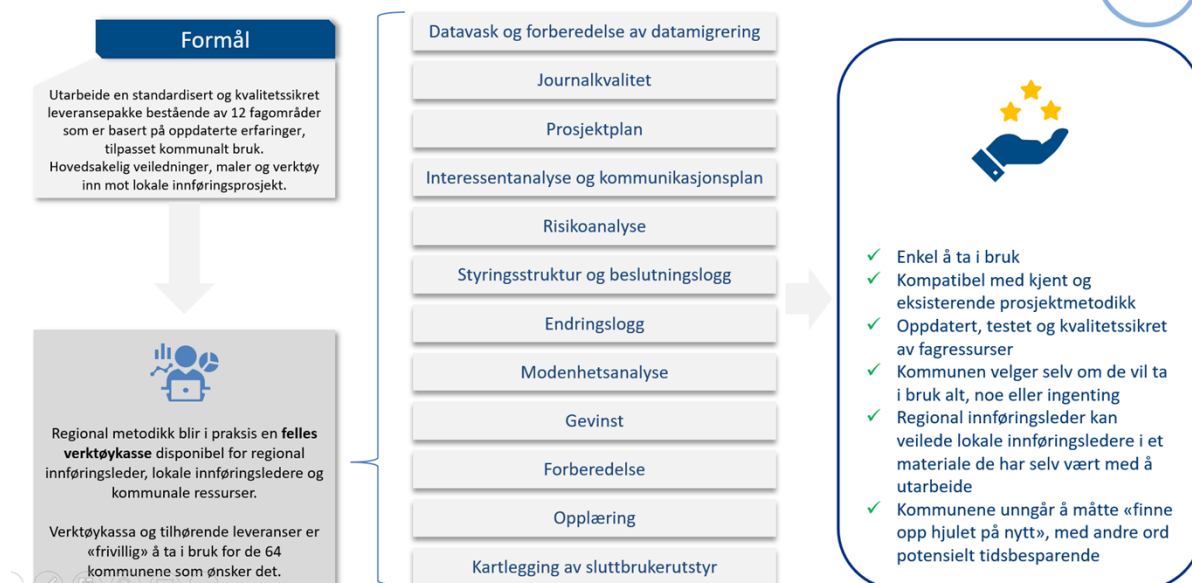 Formål
Utarbeide en standardisert og kvalitetssikret
leveransepakke bestående av 12 fagområder
som er basert på oppdaterte erfaringer,
tilpasset kommunalt bruk.
Hovedsakelig veiledninger, maler og verktøy
inn mot lokale innføringsprosjekt.
Regional metodikk blir i praksis en felles
verktøykasse disponibel for regional
innføringsleder, lokale innføringsledere og
kommunale ressurser.
Verktøykassa og tilhørende leveranser er
«frivillig» å ta i bruk for de 64
kommunene som ønsker det.
Datavask og forberedelse av datamigrering
Journalkvalitet
Prosjektplan
Interessentanalyse og kommunikasjonsplan
Risikoanalyse
Styringsstruktur og beslutningslogg
Endringslogg
Modenhetsanalyse
Gevinst
Forberedelse
Opplæring
Kartlegging av sluttbrukerutstyr
Enkel å ta i bruk
Kompatibel med kjent og
eksisterende prosjektmetodikk
Oppdatert, testet og kvalitetssikret
av fagressurser
Kommunen velger selv om de vil ta
i bruk alt, noe eller ingenting
Regional innføringsleder kan
veilede lokale innføringsledere i et
materiale de har selv vært med å
utarbeide
Kommunene unngår å måtte «finne
opp hjulet på nytt», med andre ord
potensielt tidsbesparende